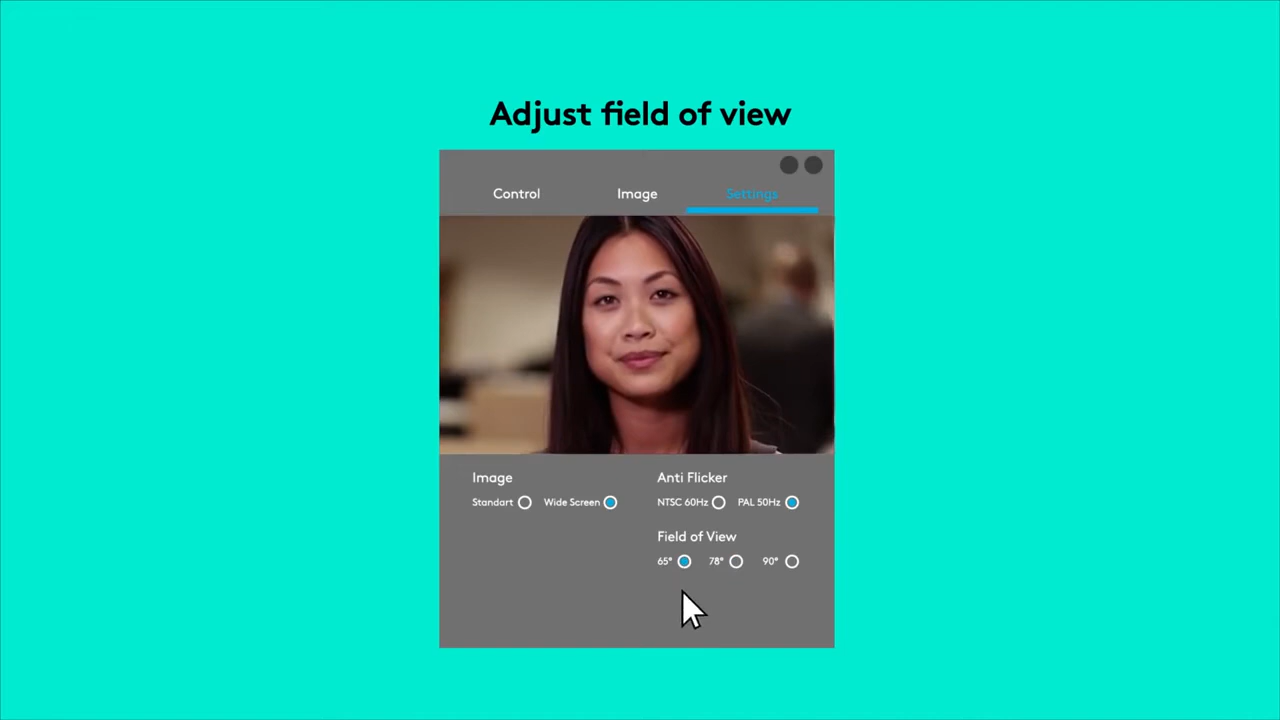 Adjust field of view
Control Image Settings
Image
Standart Wide Screen
Anti Flicker
NTSC 60Hz PAL 50Hz
Field of View
65° 78° 90°